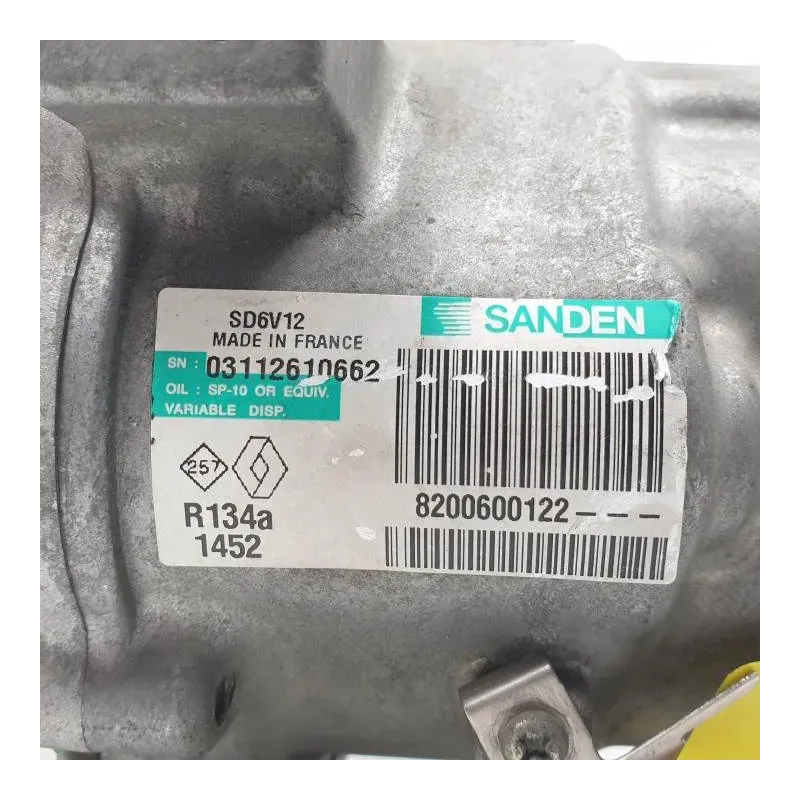 SD6V12
MADE IN FRANCE
SANDEN
SN : 03112610662
OIL : SP-10 OR EQUIV.
VARIABLE DISP.
257
R134a
1452
8200600122---